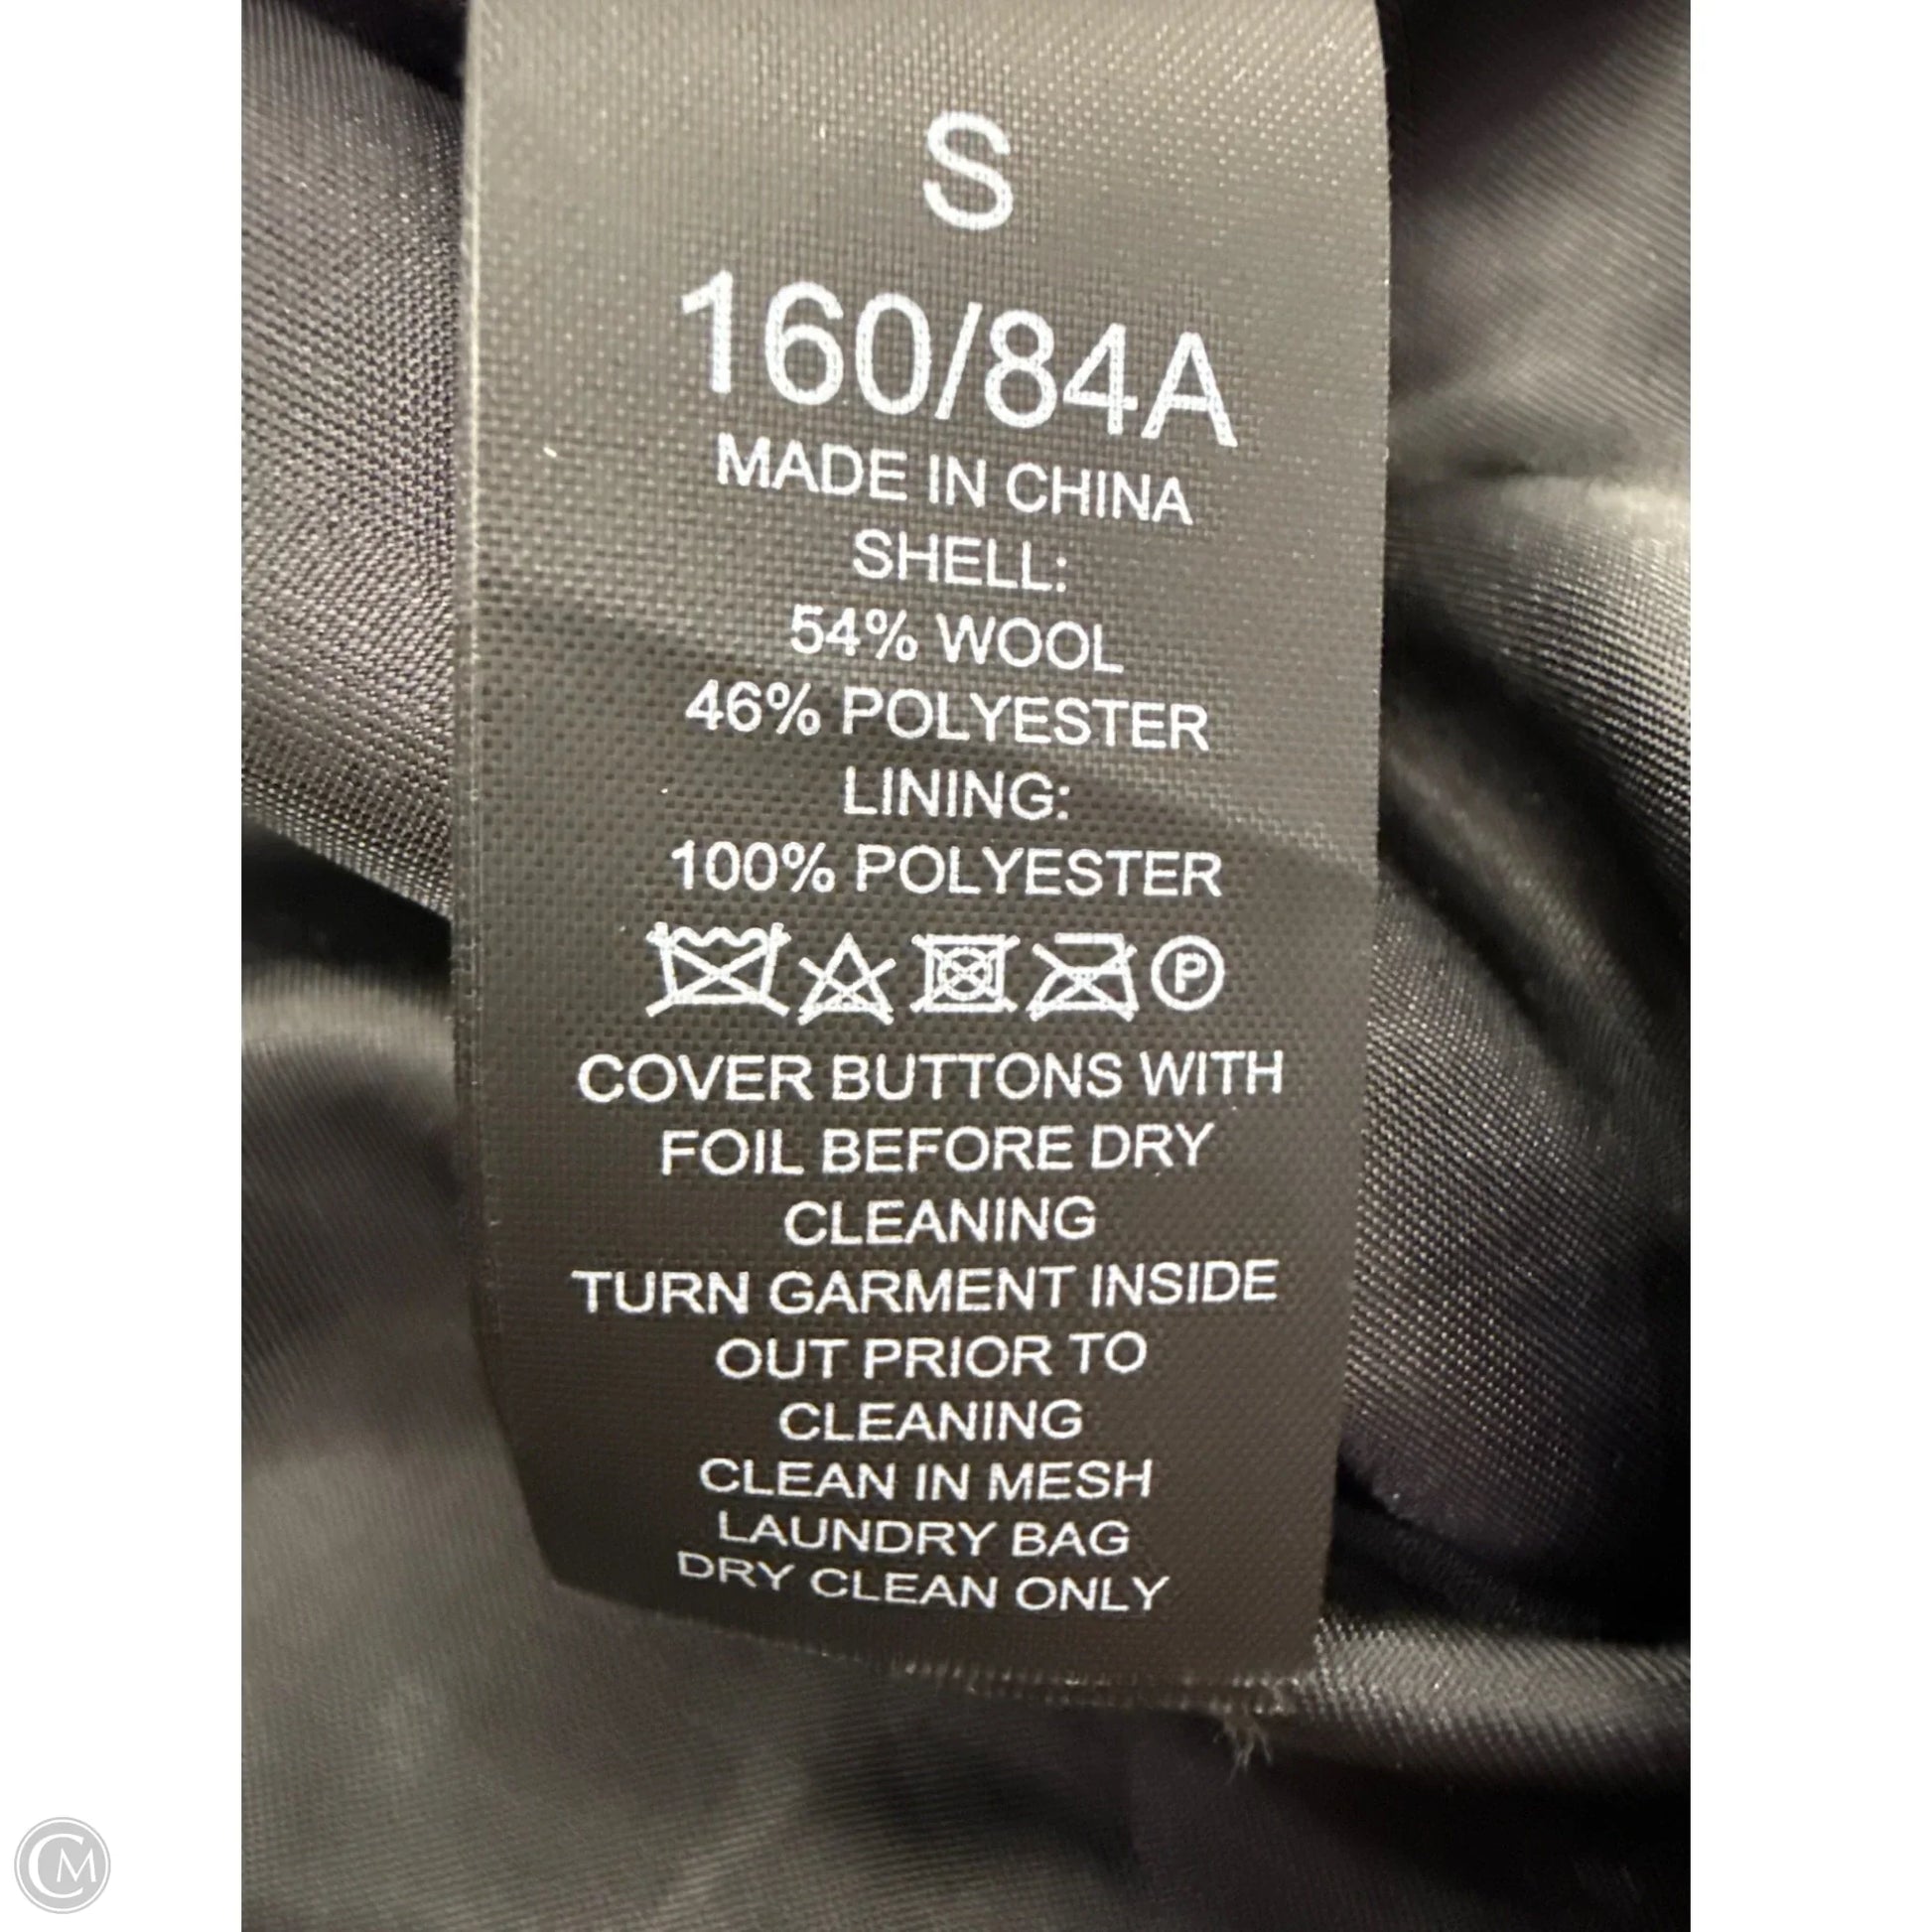 S
160/84A
MADE IN CHINA
SHELL:
54% WOOL
46% POLYESTER
LINING:
100% POLYESTER
P
COVER BUTTONS WITH
FOIL BEFORE DRY
CLEANING
TURN GARMENT INSIDE
OUT PRIOR TO
CLEANING
CLEAN IN MESH
LAUNDRY BAG
DRY CLEAN ONLY
CM